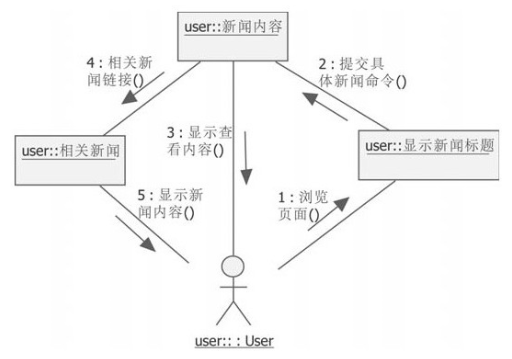 user::新闻内容
4：相关新
闻链接()
2：提交具
体新闻命令()
3：显示查
看内容()
user::相关新闻
user::显示新闻标题
5：显示新
闻内容()
1：浏览
页面()
user:: : User